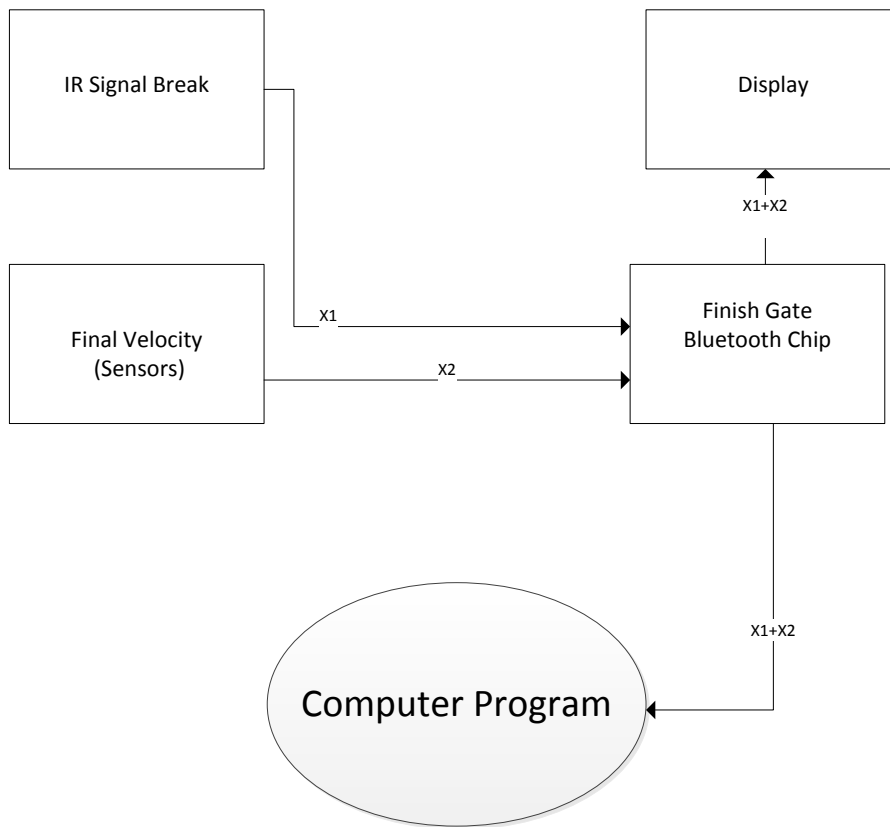 IR Signal Break
Display
X1+X2
Final Velocity
(Sensors)
X1
X2
Finish Gate
Bluetooth Chip
X1+X2
Computer Program